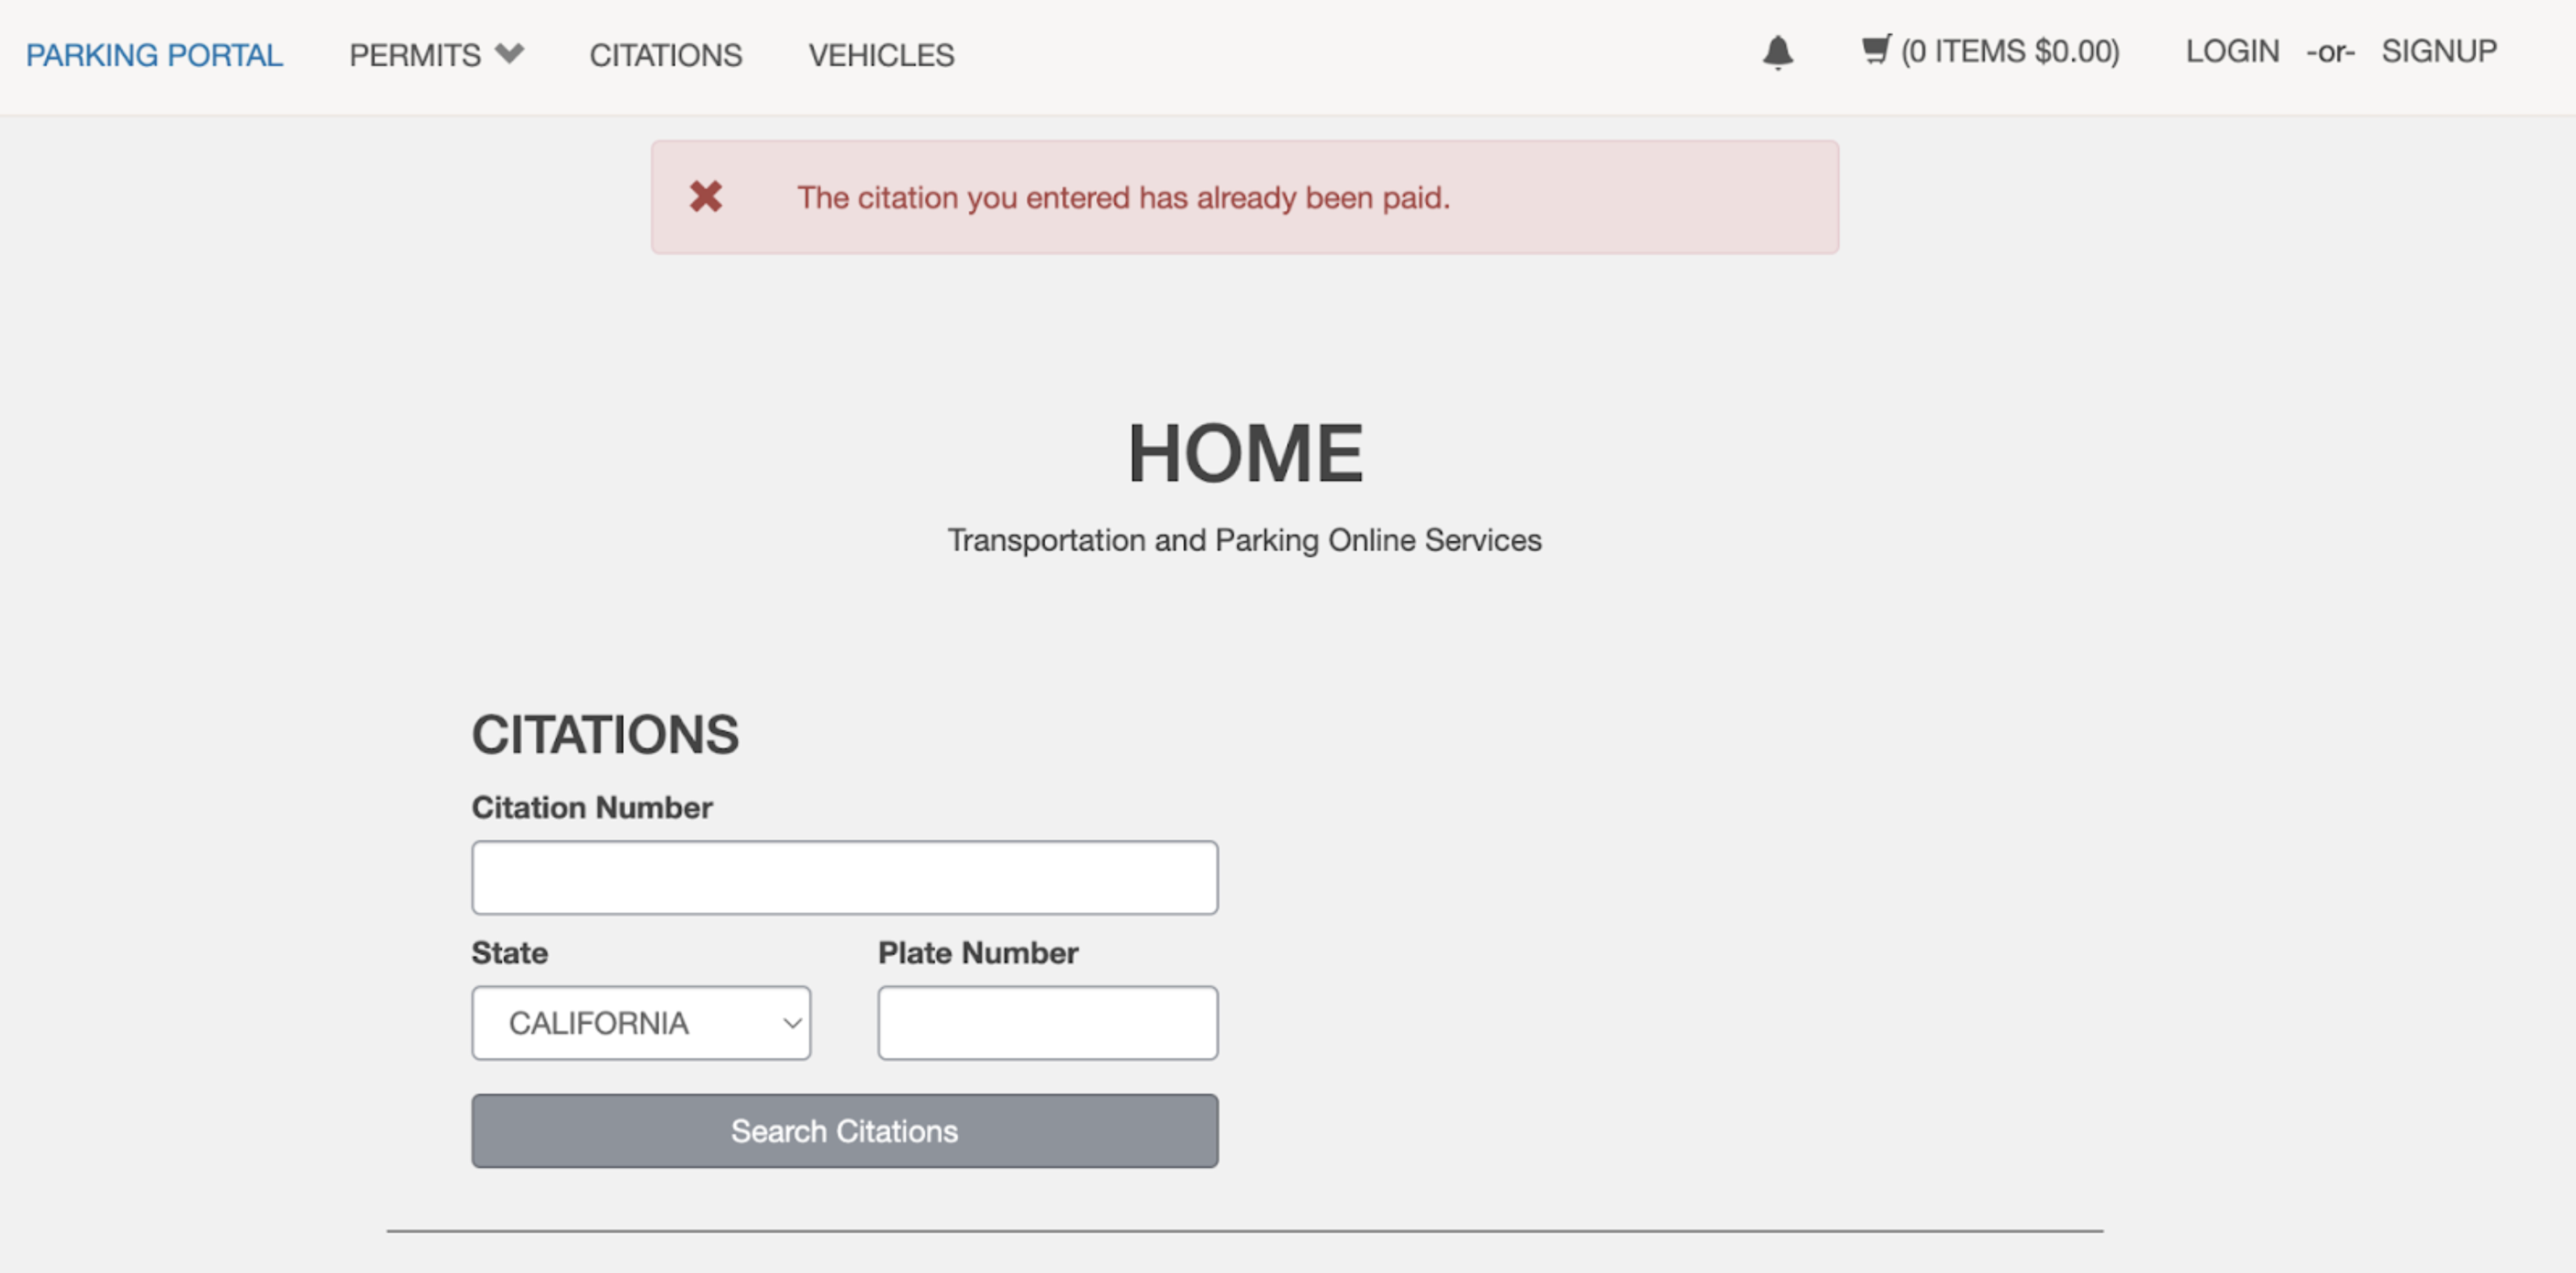 PARKING PORTAL PERMITS CITATIONS VEHICLES (0 ITEMS $0.00) LOGIN -or- SIGNUP
The citation you entered has already been paid.
HOME
Transportation and Parking Online Services
CITATIONS
Citation Number
State Plate Number
CALIFORNIA
Search Citations